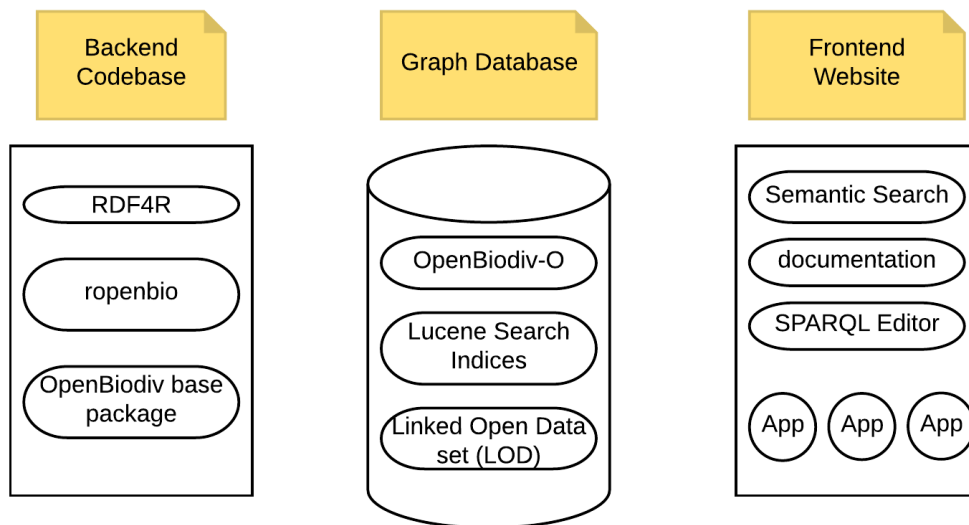 Backend
Codebase
Graph Database
Frontend
Website
RDF4R
ropenbio
OpenBiodiv base
package
OpenBiodiv-O
Lucene Search
Indices
Linked Open Data
set (LOD)
Semantic Search
documentation
SPARQL Editor
App App App